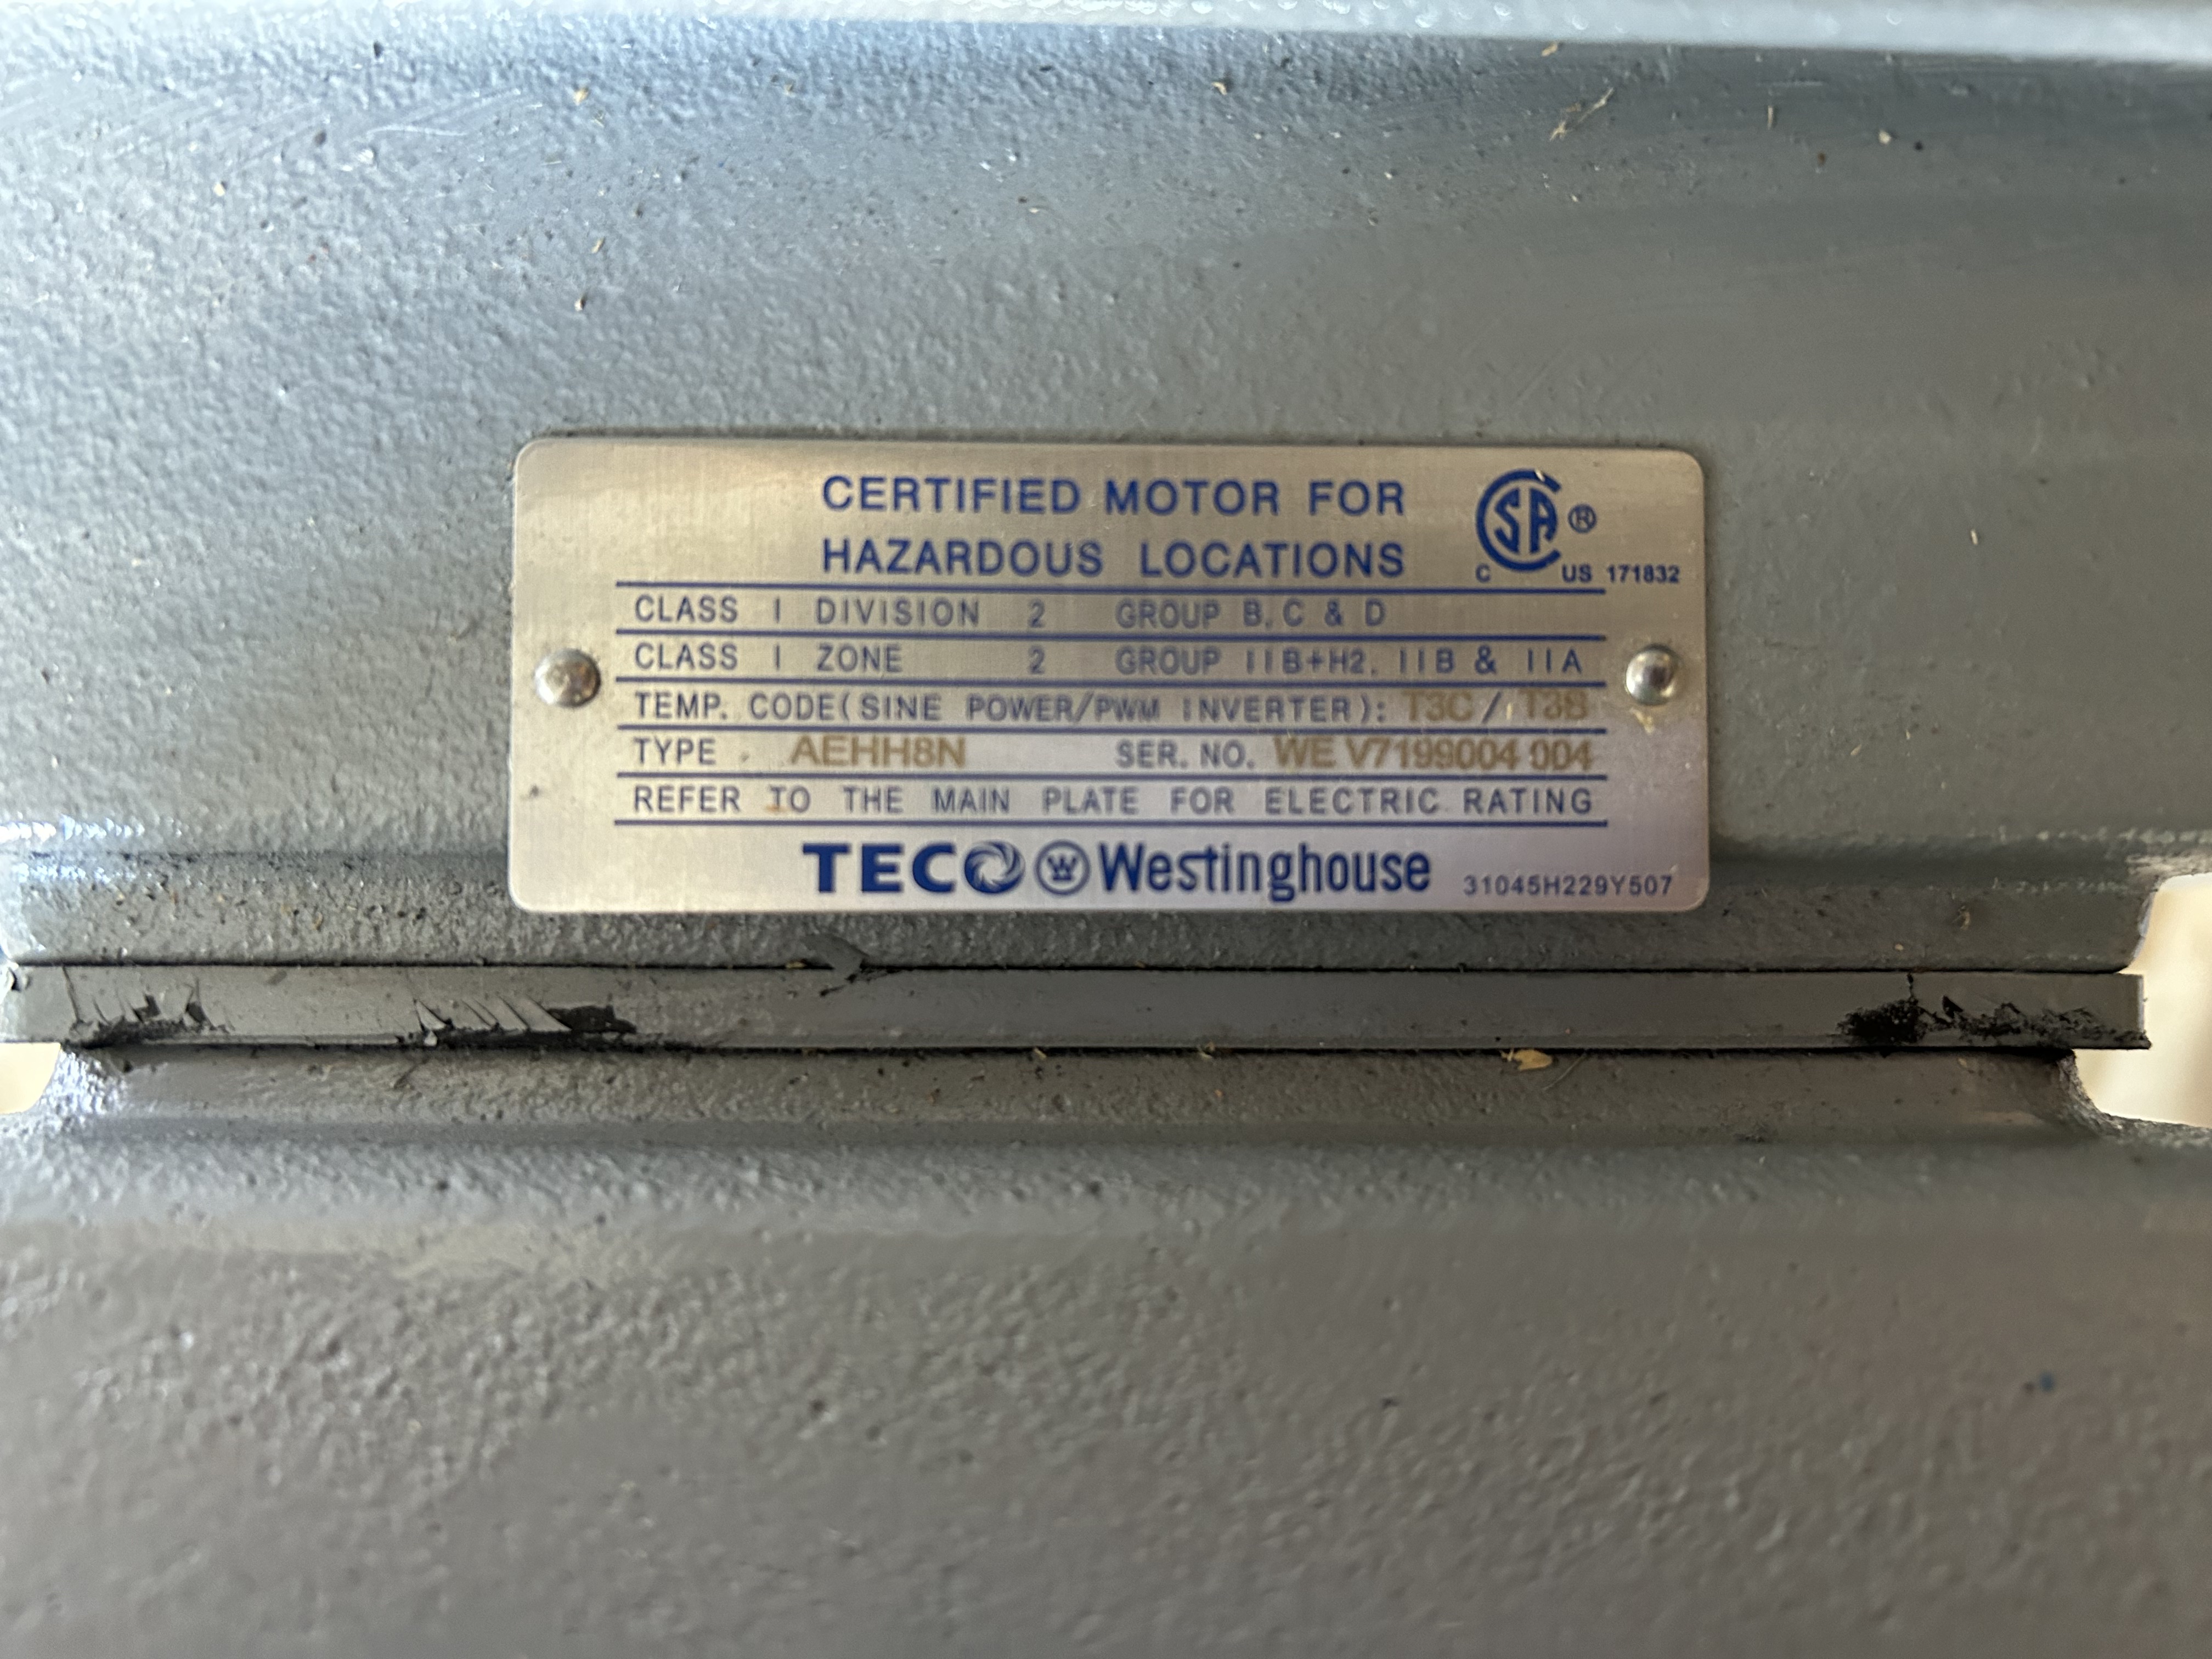 CERTIFIED MOTOR FOR
HAZARDOUS LOCATIONS
SA ®
C US 171832
CLASS I DIVISION 2 GROUP B, C & D
CLASS I ZONE 2 GROUP IIB+H2, IIB & IIA
TEMP. CODE(SINE POWER/PWM INVERTER): T3C / T3B
TYPE AEHH8N SER. NO. WE V7199004 004
REFER TO THE MAIN PLATE FOR ELECTRIC RATING
TECO W Westinghouse 31045H229Y507